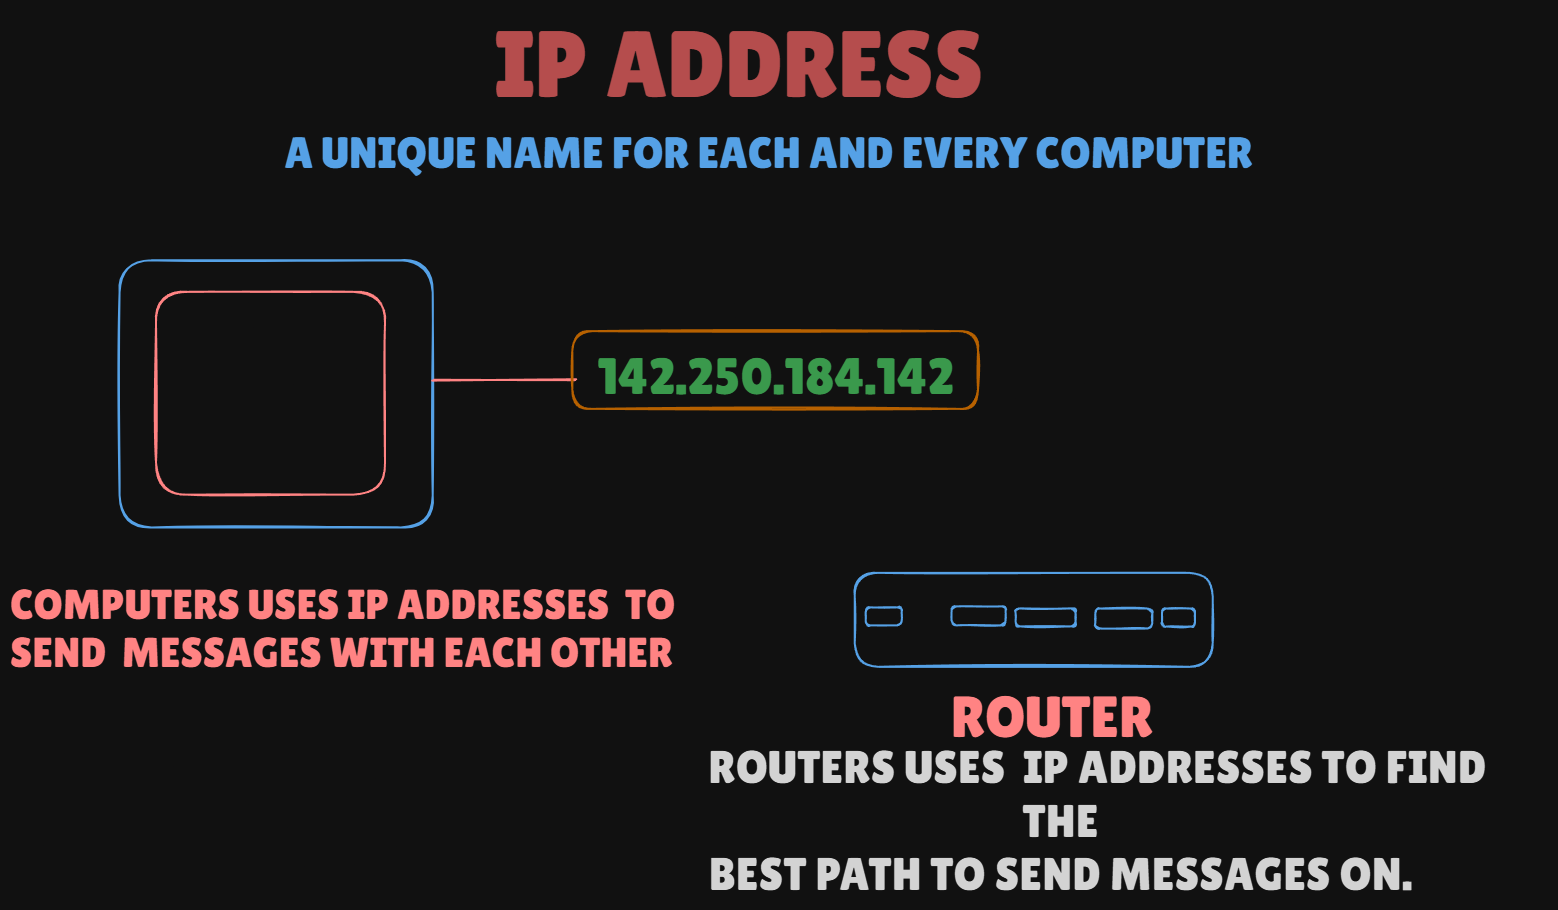 IP ADDRESS
A UNIQUE NAME FOR EACH AND EVERY COMPUTER
142.250.184.142
COMPUTERS USES IP ADDRESSES TO
SEND MESSAGES WITH EACH OTHER
ROUTER
ROUTERS USES IP ADDRESSES TO FIND
THE
BEST PATH TO SEND MESSAGES ON.